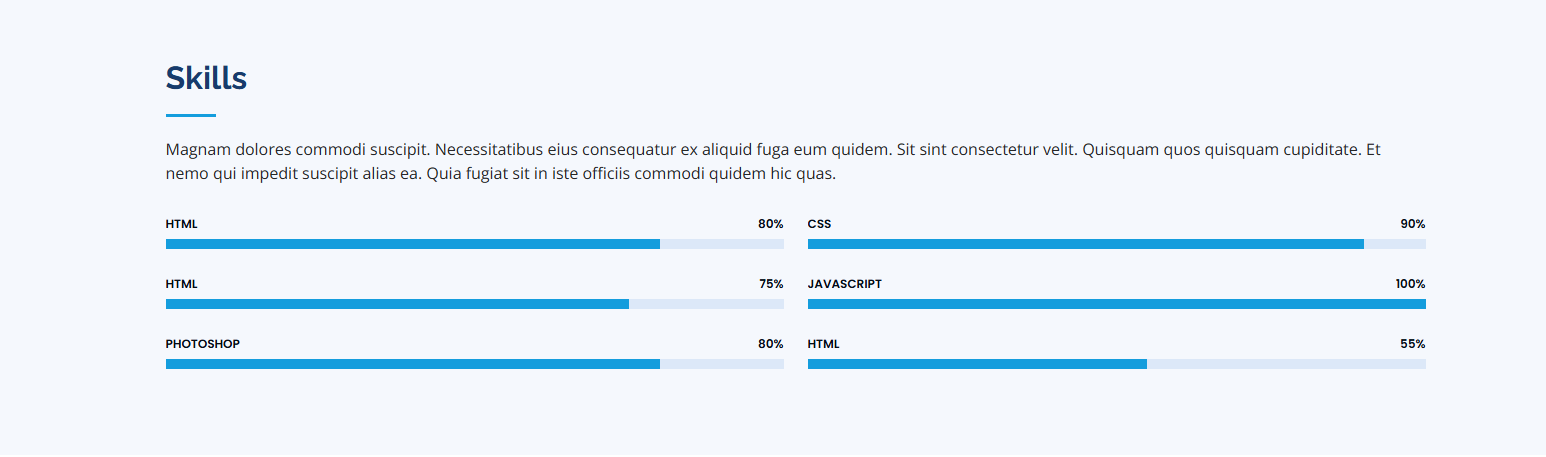 Skills
Magnam dolores commodi suscipit. Necessitatibus eius consequatur ex aliquid fuga eum quidem. Sit sint consectetur velit. Quisquam quos quisquam cupiditate. Et
nemo qui impedit suscipit alias ea. Quia fugiat sit in iste officiis commodi quidem hic quas.
HTML 80% CSS 90%
HTML 75% JAVASCRIPT 100%
PHOTOSHOP 80% HTML 55%